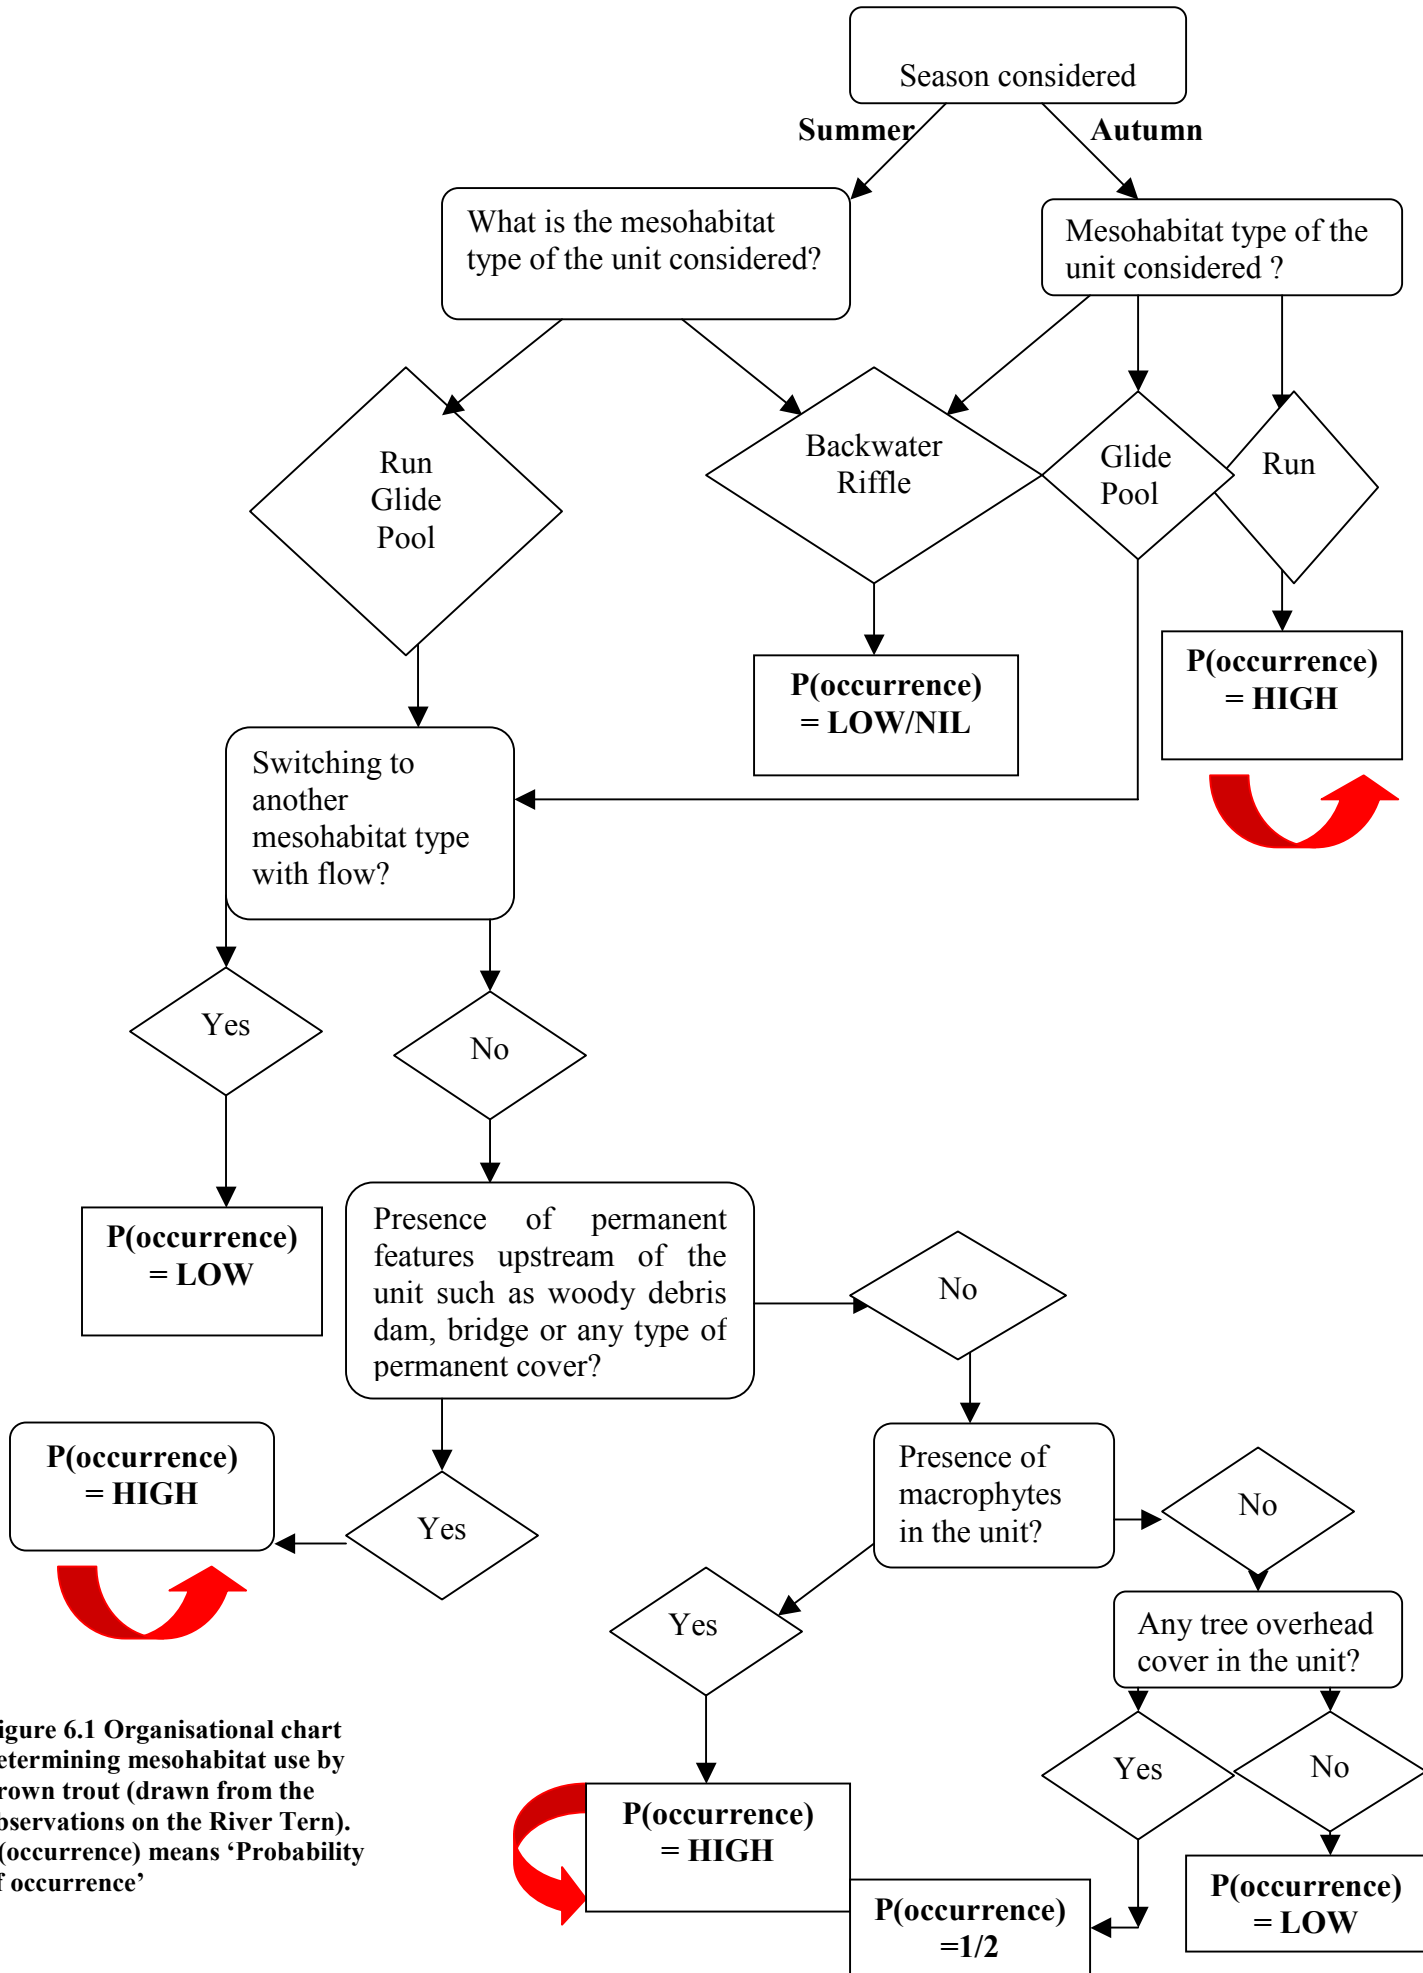 Season considered
Summer
Autumn
What is the mesohabitat
type of the unit considered?
Mesohabitat type of the
unit considered ?
Run
Glide
Pool
Backwater
Riffle
Glide
Pool
Run
P(occurrence)
= LOW/NIL
P(occurrence)
= HIGH
Switching to
another
mesohabitat type
with flow?
Yes
No
P(occurrence)
= LOW
Presence of permanent
features upstream of the
unit such as woody debris
dam, bridge or any type of
permanent cover?
No
P(occurrence)
= HIGH
Yes
Presence of
macrophytes
in the unit?
No
Yes
Any tree overhead
cover in the unit?
Yes
No
P(occurrence)
= HIGH
P(occurrence)
=1/2
P(occurrence)
= LOW
igure 6.1 Organisational chart
etermining mesohabitat use by
rown trout (drawn from the
bservations on the River Tern).
(occurrence) means ‘Probability
f occurrence’